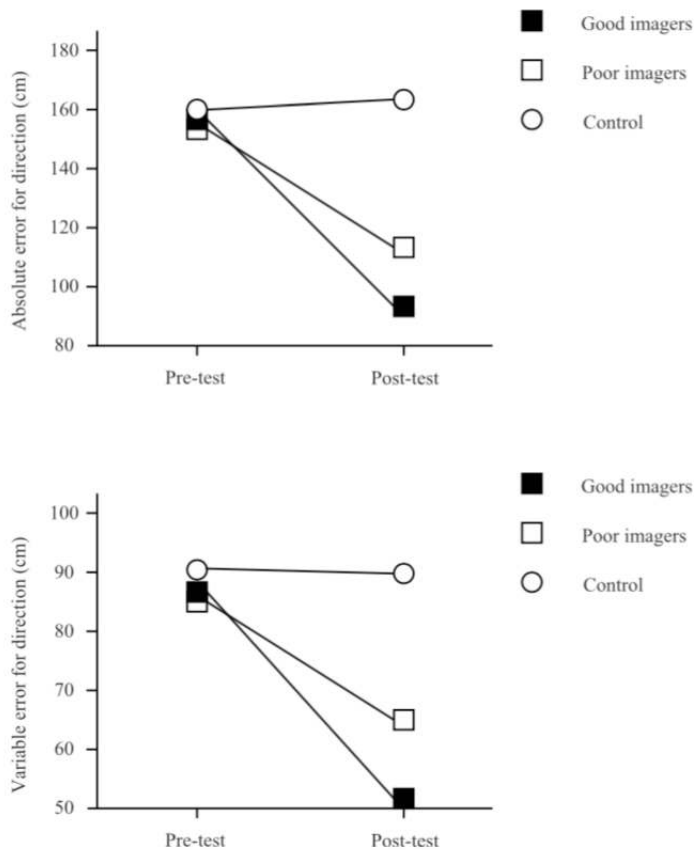 Good imagers
Poor imagers
Control
Absolute error for direction (cm)
180
160
140
120
100
80
Pre-test
Post-test
Good imagers
Poor imagers
Control
Variable error for direction (cm)
100
90
80
70
60
50
Pre-test
Post-test